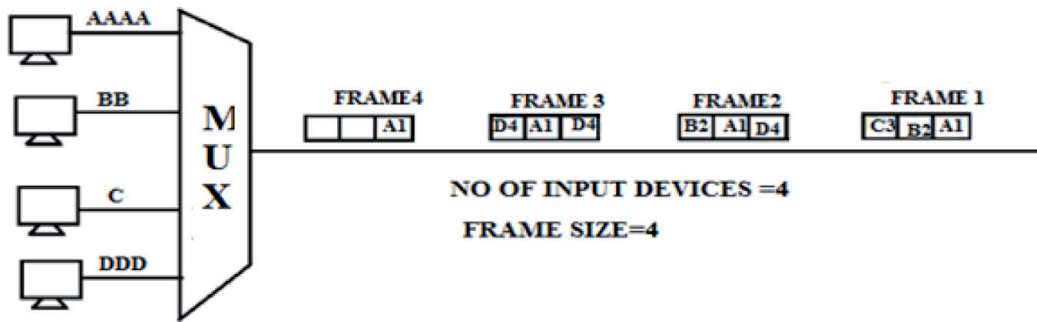 AAAA
BB
C
DDD
MUX
FRAME4
A1
FRAME 3
D4 A1 D4
FRAME2
B2 A1 D4
FRAME 1
C3 B2 A1
NO OF INPUT DEVICES =4
FRAME SIZE=4